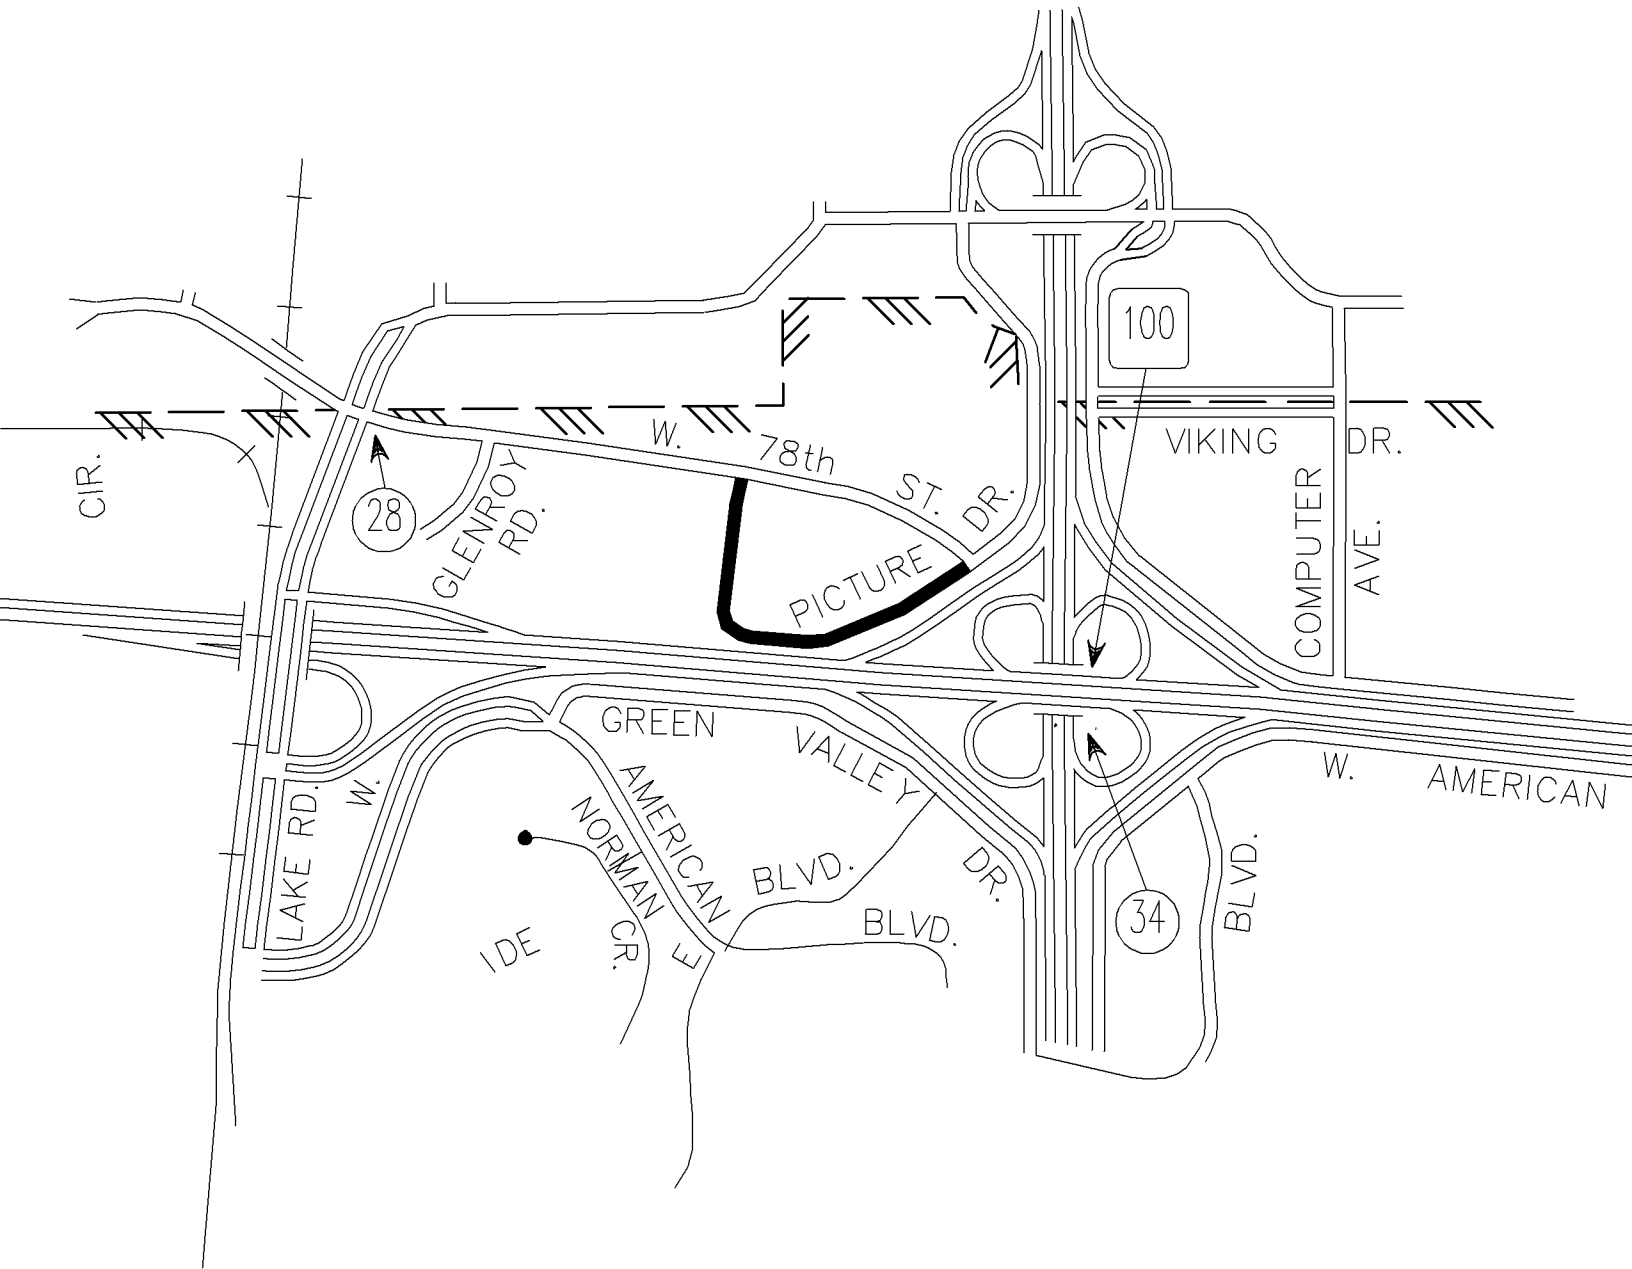 100
W.
78th
ST.
VIKING
DR.
CIR.
28
GLENROY
RD.
DR.
PICTURE
COMPUTER
AVE.
GREEN
VALLEY
DR.
W.
AMERICAN
BLVD.
W.
AMERICAN
BLVD.
NORMAN
CR.
BLVD.
LAKE RD.
IDE
E
34